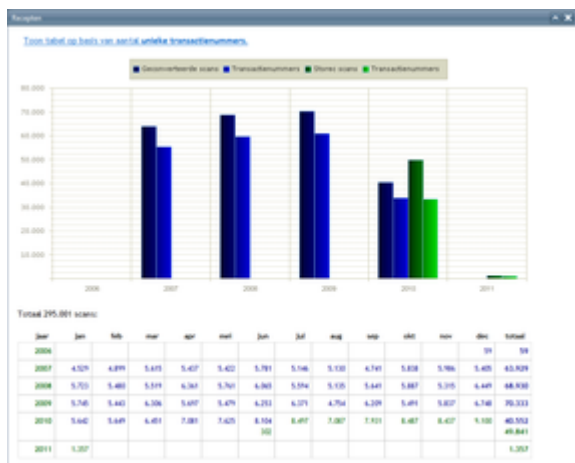 Recepten
Toon tabel op basis van aantal unieke transactienummers.
Geconverteerde scans Transactienummers Stores scans Transactienummers
80.000
70.000
60.000
50.000
40.000
30.000
20.000
10.000
2006 2007 2008 2009 2010 2011
Totaal 295.001 scans:
jaar jan feb mar apr mei jun jul aug sep okt nov dec totaal
2006 59 59
2007 4.529 4.899 5.615 5.437 5.422 5.781 5.146 5.130 4.741 5.838 5.986 5.405 63.929
2008 5.723 5.480 5.519 6.361 5.761 6.065 5.594 5.135 5.641 5.887 5.315 6.449 68.930
2009 5.745 5.443 6.306 5.697 5.479 6.253 6.371 4.754 6.209 5.491 5.837 6.748 70.333
2010 5.642 5.649 6.451 7.081 7.625 8.104 8.497 7.087 7.931 8.487 8.437 9.100 40.552
302 49.841
2011 1.357 1.357